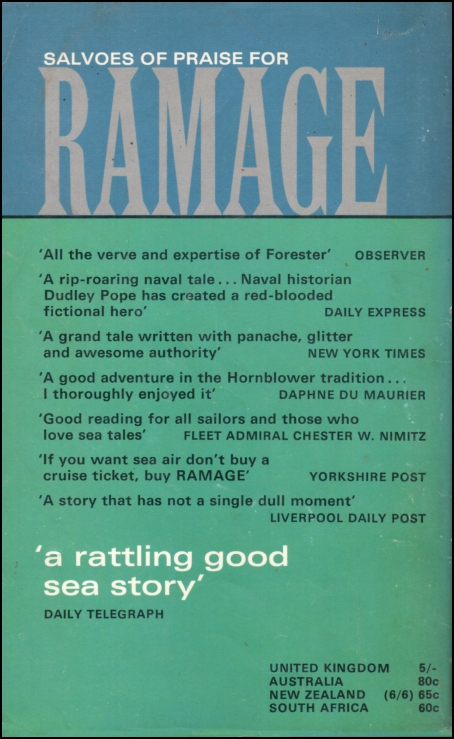 SALVOES OF PRAISE FOR
RAMAGE
'All the verve and expertise of Forester' OBSERVER
'A rip-roaring naval tale... Naval historian
Dudley Pope has created a red-blooded
fictional hero' DAILY EXPRESS
'A grand tale written with panache, glitter
and awesome authority' NEW YORK TIMES
'A good adventure in the Hornblower tradition...
I thoroughly enjoyed it' DAPHNE DU MAURIER
'Good reading for all sailors and those who
love sea tales' FLEET ADMIRAL CHESTER W. NIMITZ
'If you want sea air don't buy a
cruise ticket, buy RAMAGE' YORKSHIRE POST
'A story that has not a single dull moment'
LIVERPOOL DAILY POST
'a rattling good
sea story'
DAILY TELEGRAPH
UNITED KINGDOM 5/-
AUSTRALIA 80c
NEW ZEALAND (6/6) 65c
SOUTH AFRICA 60c